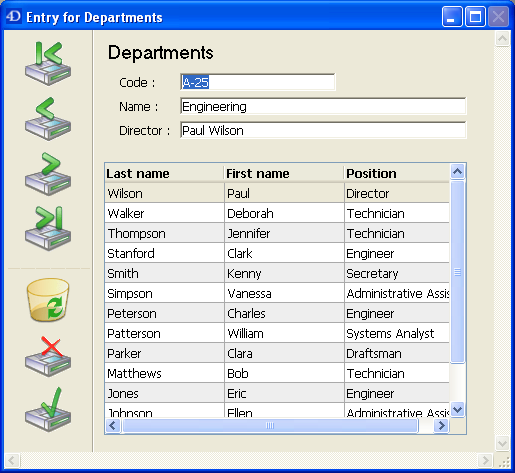 4D Entry for Departments
Departments
Code : A-25
Name : Engineering
Director : Paul Wilson
Last name First name Position
Wilson Paul Director
Walker Deborah Technician
Thompson Jennifer Technician
Stanford Clark Engineer
Smith Kenny Secretary
Simpson Vanessa Administrative Assis
Peterson Charles Engineer
Patterson William Systems Analyst
Parker Clara Draftsman
Matthews Bob Technician
Jones Eric Engineer
Johnson Ellen Administrative Assis